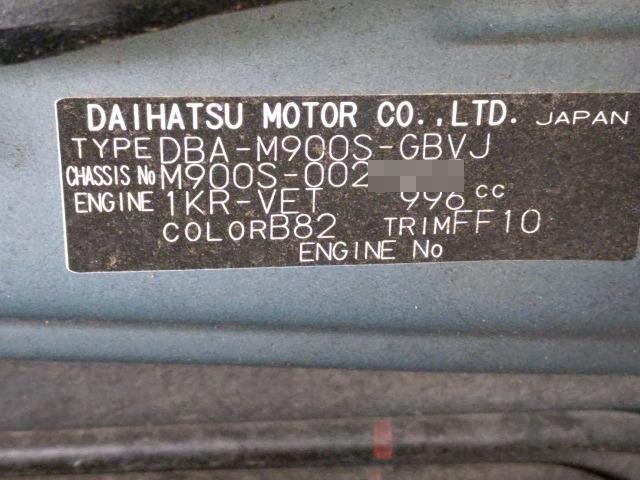 DAIHATSU MOTOR CO.,LTD. JAPAN
TYPE DBA-M900S-GBVJ
CHASSIS No M900S-002
ENGINE 1KR-VET 996 cc
COLOR B82 TRIM FF10
ENGINE No